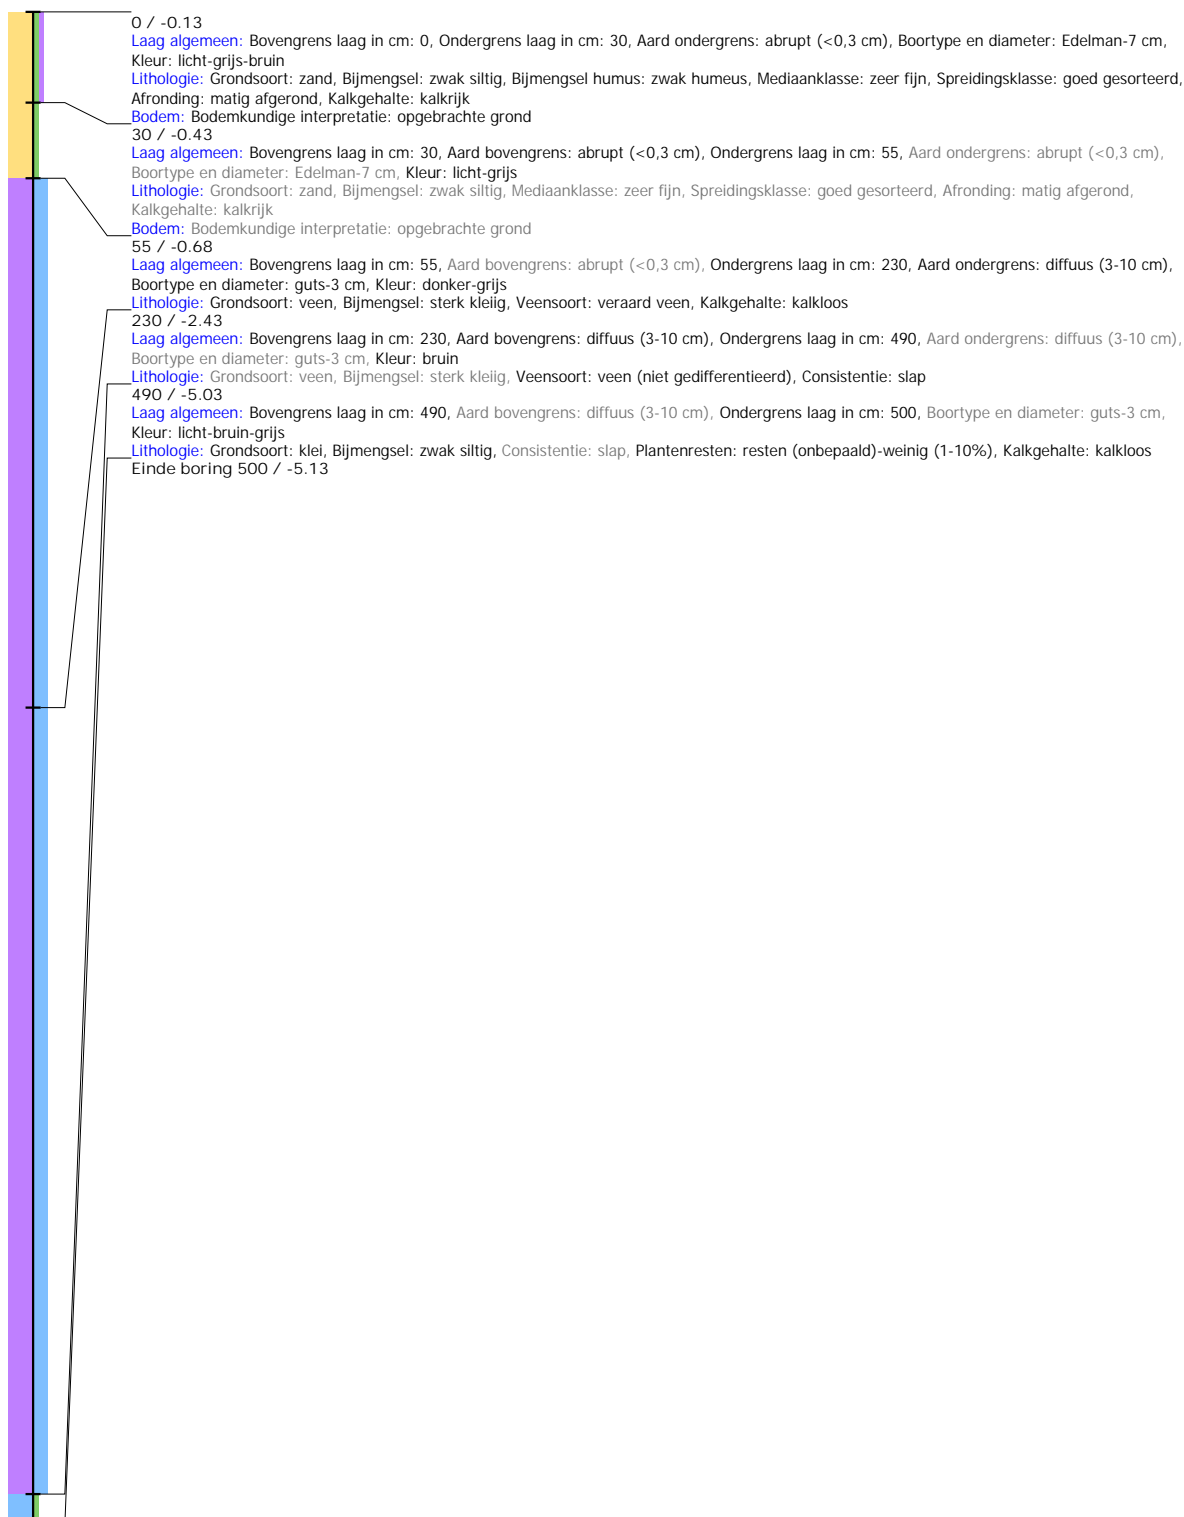 0 / -0.13
Laag algemeen: Bovengrens laag in cm: 0, Ondergrens laag in cm: 30, Aard ondergrens: abrupt (<0,3 cm), Boortype en diameter: Edelman-7 cm,
Kleur: licht-grijs-bruin
Lithologie: Grondsoort: zand, Bijmengsel: zwak siltig, Bijmengsel humus: zwak humeus, Mediaanklasse: zeer fijn, Spreidingsklasse: goed gesorteerd,
Afronding: matig afgerond, Kalkgehalte: kalkrijk
Bodem: Bodemkundige interpretatie: opgebrachte grond
30 / -0.43
Laag algemeen: Bovengrens laag in cm: 30, Aard bovengrens: abrupt (<0,3 cm), Ondergrens laag in cm: 55, Aard ondergrens: abrupt (<0,3 cm),
Boortype en diameter: Edelman-7 cm, Kleur: licht-grijs
Lithologie: Grondsoort: zand, Bijmengsel: zwak siltig, Mediaanklasse: zeer fijn, Spreidingsklasse: goed gesorteerd, Afronding: matig afgerond,
Kalkgehalte: kalkrijk
Bodem: Bodemkundige interpretatie: opgebrachte grond
55 / -0.68
Laag algemeen: Bovengrens laag in cm: 55, Aard bovengrens: abrupt (<0,3 cm), Ondergrens laag in cm: 230, Aard ondergrens: diffuus (3-10 cm),
Boortype en diameter: guts-3 cm, Kleur: donker-grijs
Lithologie: Grondsoort: veen, Bijmengsel: sterk kleiig, Veensoort: veraard veen, Kalkgehalte: kalkloos
230 / -2.43
Laag algemeen: Bovengrens laag in cm: 230, Aard bovengrens: diffuus (3-10 cm), Ondergrens laag in cm: 490, Aard ondergrens: diffuus (3-10 cm),
Boortype en diameter: guts-3 cm, Kleur: bruin
Lithologie: Grondsoort: veen, Bijmengsel: sterk kleiig, Veensoort: veen (niet gedifferentieerd), Consistentie: slap
490 / -5.03
Laag algemeen: Bovengrens laag in cm: 490, Aard bovengrens: diffuus (3-10 cm), Ondergrens laag in cm: 500, Boortype en diameter: guts-3 cm,
Kleur: licht-bruin-grijs
Lithologie: Grondsoort: klei, Bijmengsel: zwak siltig, Consistentie: slap, Plantenresten: resten (onbepaald)-weinig (1-10%), Kalkgehalte: kalkloos
Einde boring 500 / -5.13